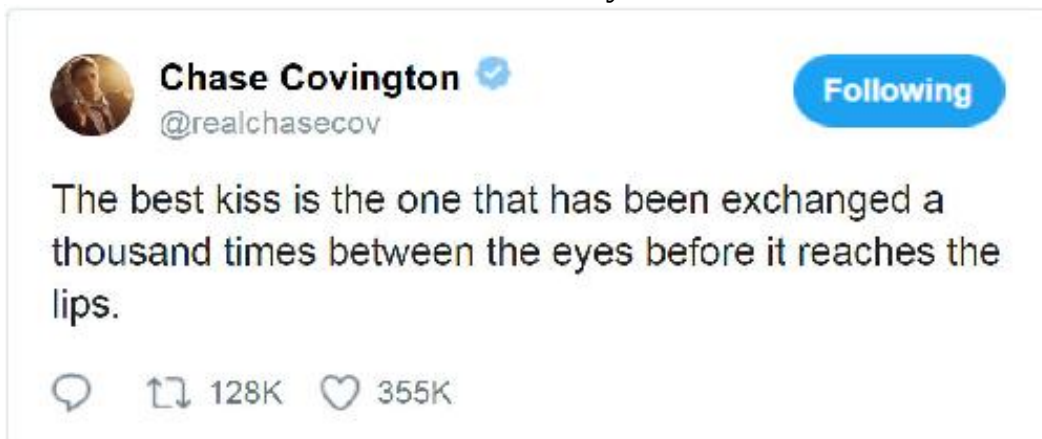 Chase Covington
Following
@realchasecov
The best kiss is the one that has been exchanged a
thousand times between the eyes before it reaches the
lips.
128K 355K